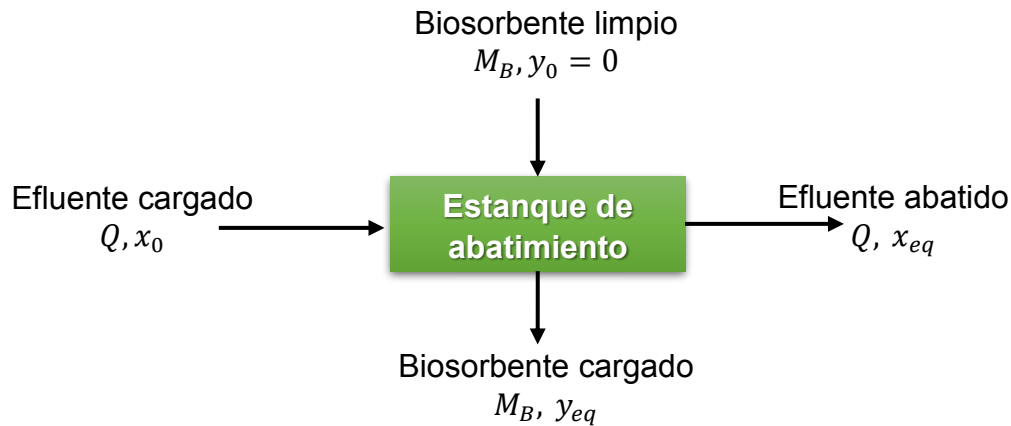 Biosorbente limpio
𝑀_𝐵, 𝑦_0 = 0
Efluente cargado
𝑄, 𝑥_0
Estanque de
abatimiento
Efluente abatido
𝑄, 𝑥_𝑒𝑞
Biosorbente cargado
𝑀_𝐵, 𝑦_𝑒𝑞